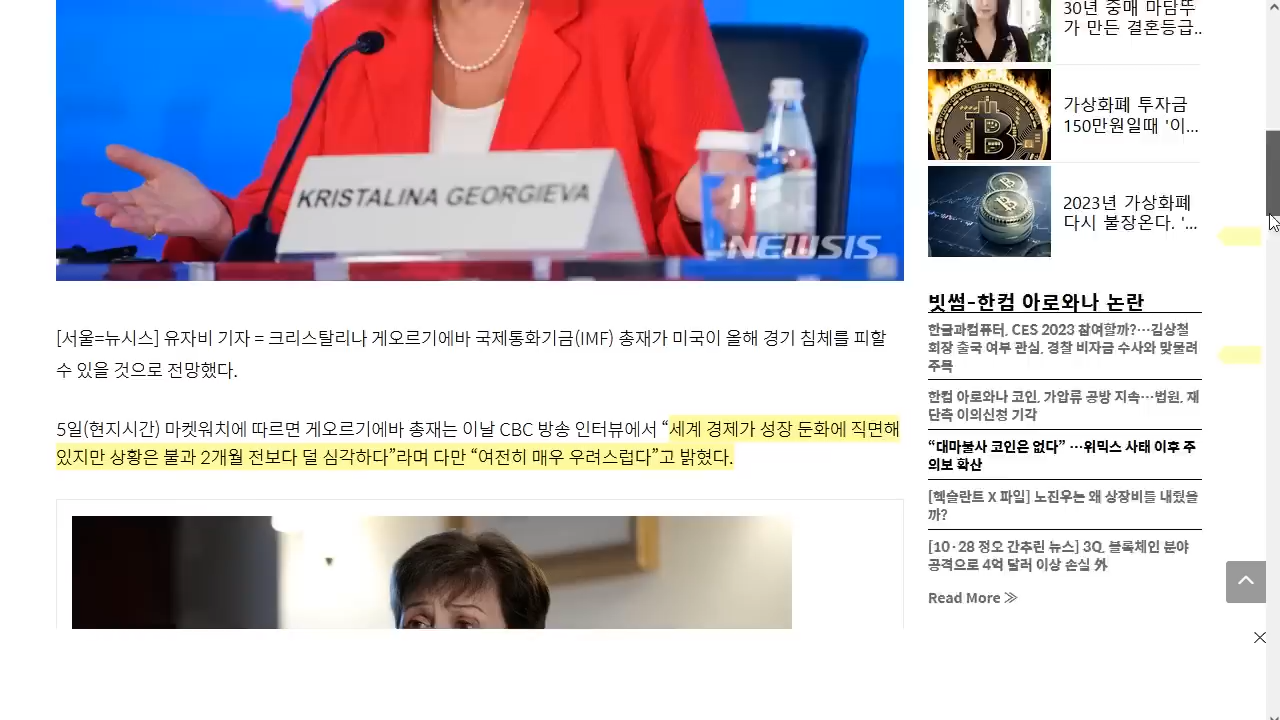 KRISTALINA GEORGIEVA
NEWSIS
[서울=뉴시스] 유자비 기자 = 크리스탈리나 게오르기에바 국제통화기금(IMF) 총재가 미국이 올해 경기 침체를 피할
수 있을 것으로 전망했다.
5일(현지시간) 마켓워치에 따르면 게오르기에바 총재는 이날 CBC 방송 인터뷰에서 “세계 경제가 성장 둔화에 직면해
있지만 상황은 불과 2개월 전보다 덜 심각하다”라며 다만 “여전히 매우 우려스럽다”고 밝혔다.
30년 중매 마담뚜
가 만든 결혼등급..
가상화폐 투자금
150만원일때 '이...
2023년 가상화폐
다시 불장온다. '...
빗썸-한컴 아로와나 논란
한글과컴퓨터, CES 2023 참여할까?…김상철
회장 출국 여부 관심, 경찰 비자금 수사와 맞물려
주목
한컴 아로와나 코인, 가압류 공방 지속…법원, 재
단측 이의신청 기각
“대마불사 코인은 없다” …위믹스 사태 이후 주
의보 확산
[헥슬란트 X 파일] 노진우는 왜 상장비를 내줬을
까?
[10·28 정오 간추린 뉴스] 3Q, 블록체인 분야
공격으로 4억 달러 이상 손실 外
Read More ≫